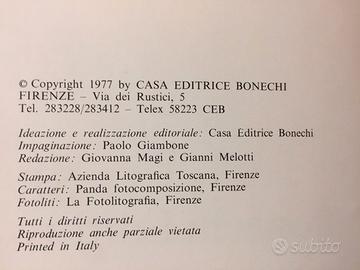 © Copyright 1977 by CASA EDITRICE BONECHI
FIRENZE – Via dei Rustici, 5
Tel. 283228/283412 – Telex 58223 CEB
Ideazione e realizzazione editoriale: Casa Editrice Bonechi
Impaginazione: Paolo Giambone
Redazione: Giovanna Magi e Gianni Melotti
Stampa: Azienda Litografica Toscana, Firenze
Caratteri: Panda fotocomposizione, Firenze
Fotoliti: La Fotolitografia, Firenze
Tutti i diritti riservati
Riproduzione anche parziale vietata
Printed in Italy
subito